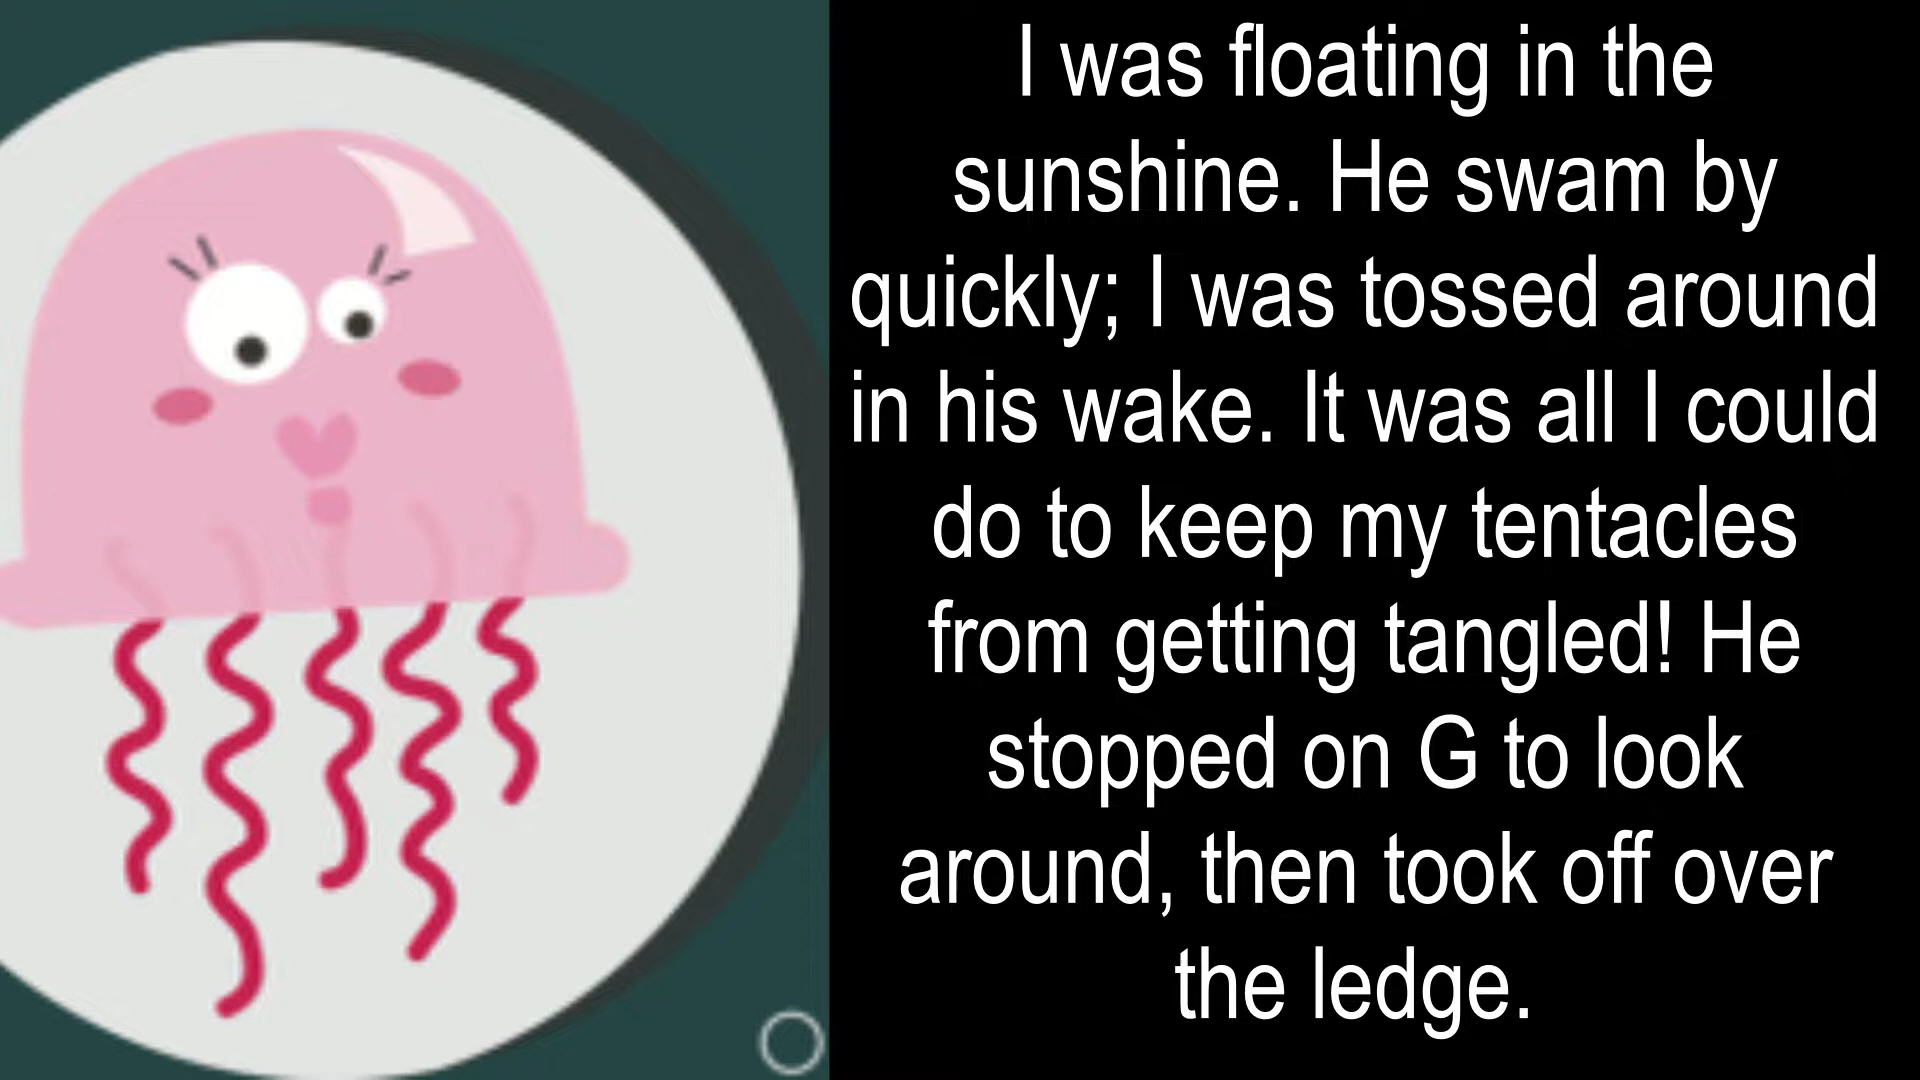 I was floating in the
sunshine. He swam by
quickly; I was tossed around
in his wake. It was all I could
do to keep my tentacles
from getting tangled! He
stopped on G to look
around, then took off over
the ledge.